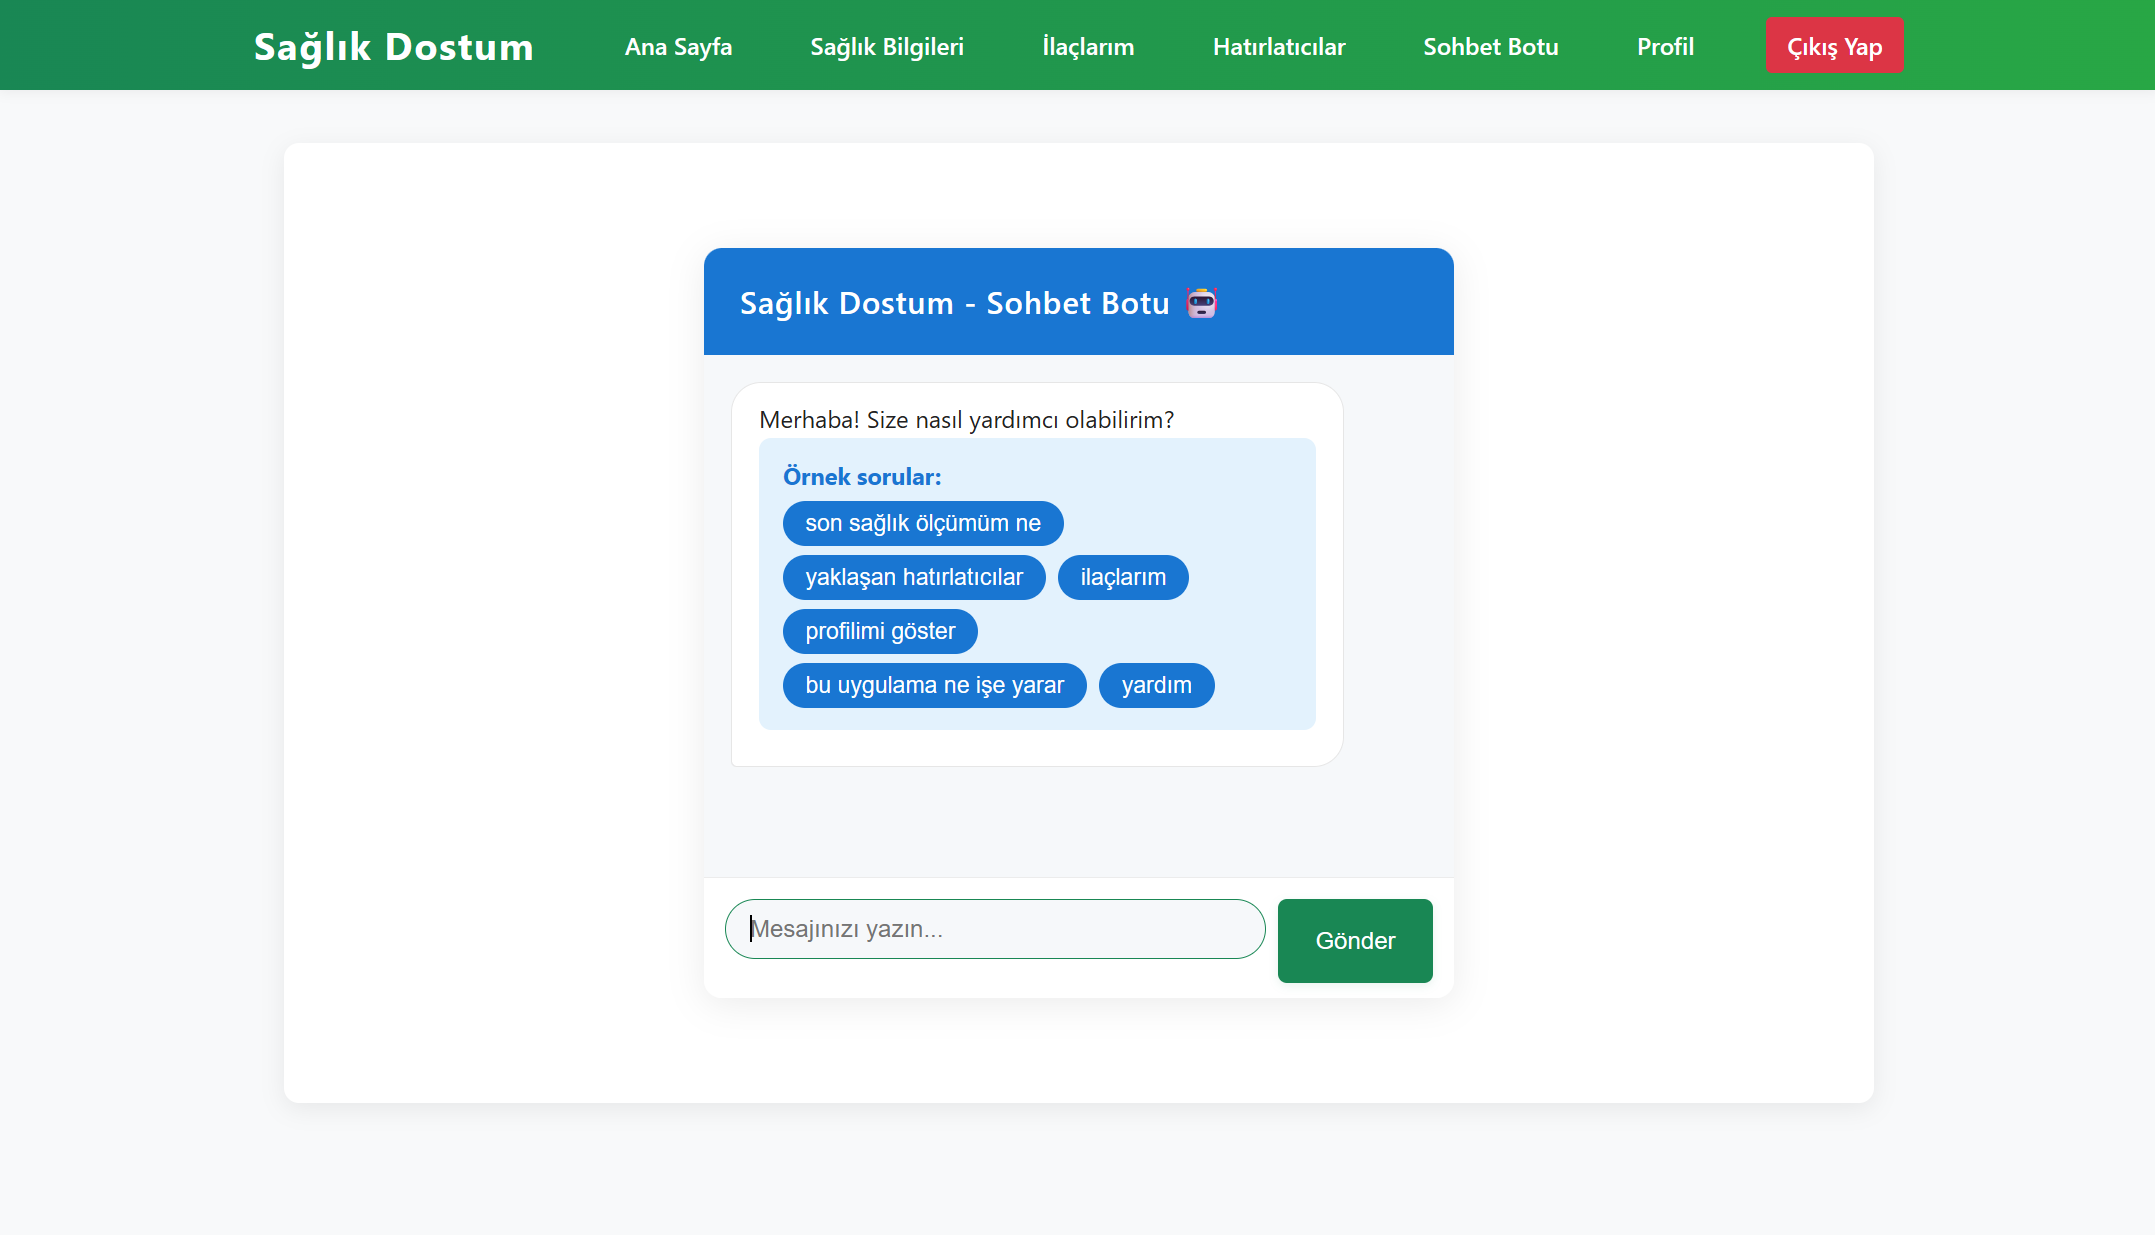 Sağlık Dostum Ana Sayfa Sağlık Bilgileri İlaçlarım Hatırlatıcılar Sohbet Botu Profil Çıkış Yap
Sağlık Dostum - Sohbet Botu
Merhaba! Size nasıl yardımcı olabilirim?
Örnek sorular:
son sağlık ölçümüm ne
yaklaşan hatırlatıcılar ilaçlarım
profilimi göster
bu uygulama ne işe yarar yardım
Mesajınızı yazın... Gönder